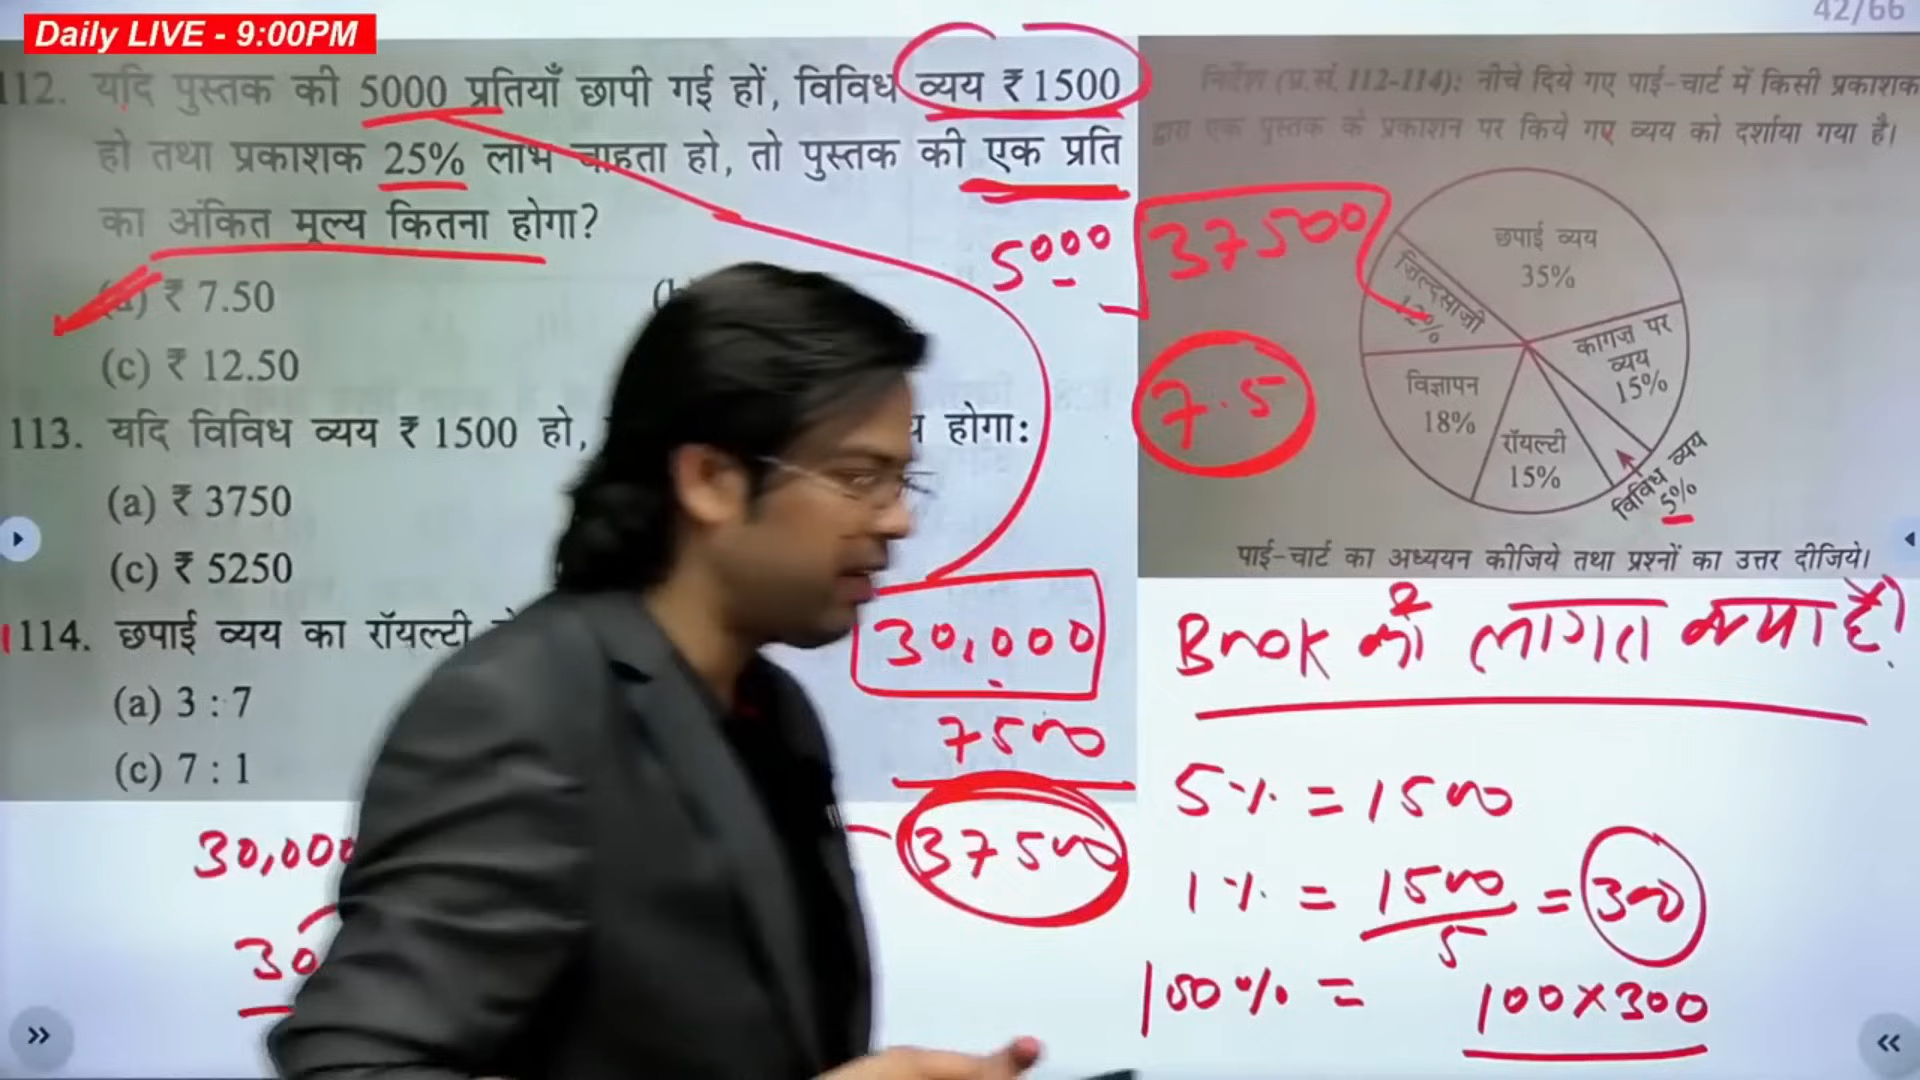 Daily LIVE - 9:00PM
42/66
112. यदि पुस्तक की 5000 प्रतियाँ छापी गई हों, विविध व्यय ₹ 1500
हो तथा प्रकाशक 25% लाभ चाहता हो, तो पुस्तक की एक प्रति
का अंकित मूल्य कितना होगा?
(a) ₹ 7.50
(c) ₹ 12.50
113. यदि विविध व्यय ₹ 1500 हो,
होगा:
(a) ₹ 3750
(c) ₹ 5250
114. छपाई व्यय का रॉयल्टी
(a) 3 : 7
(c) 7 : 1
निर्देश (प्र.सं. 112-114): नीचे दिये गए पाई-चार्ट में किसी प्रकाशक
द्वारा एक पुस्तक के प्रकाशन पर किये गए व्यय को दर्शाया गया है।
छपाई व्यय
35%
जिल्दसाजी
12%
कागज़ पर
व्यय
15%
विज्ञापन
18%
रॉयल्टी
15%
विविध व्यय
5%
पाई-चार्ट का अध्ययन कीजिये तथा प्रश्नों का उत्तर दीजिये।
5000
37500
7.5
30,000
7500
37500
30,000
30
Book की लागत क्या है?
5% = 1500
1% = 1500/5 = 300
100% = 100×300